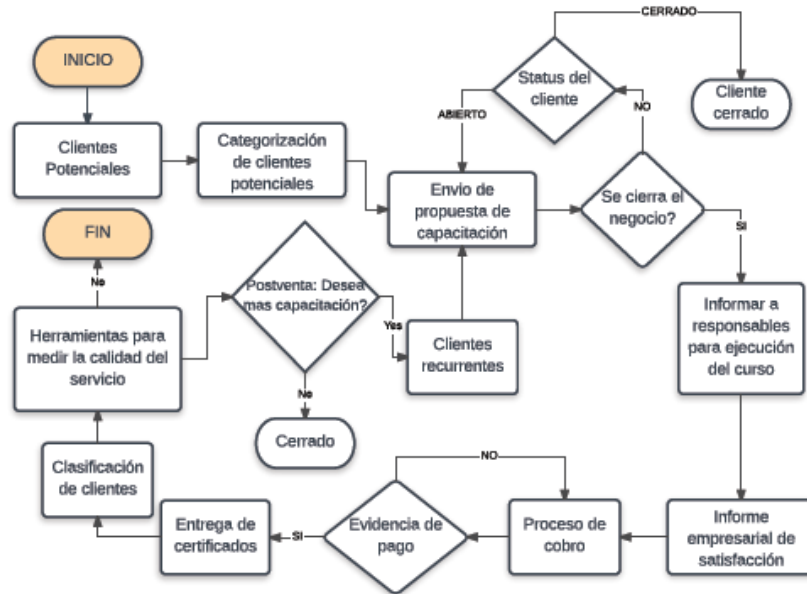 CERRADO
INICIO
Status del
cliente
Cliente
cerrado
NO
ABIERTO
Clientes
Potenciales
Categorización
de clientes
potenciales
Envio de
propuesta de
capacitación
Se cierra el
negocio?
SI
FIN
No
Postventa: Desea
mas capacitación?
Yes
Clientes
recurrentes
Informar a
responsables
para ejecución
del curso
Herramientas para
medir la calidad del
servicio
No
Cerrado
Clasificación
de clientes
NO
Entrega de
certificados
SI
Evidencia de
pago
Proceso de
cobro
Informe
empresarial de
satisfacción